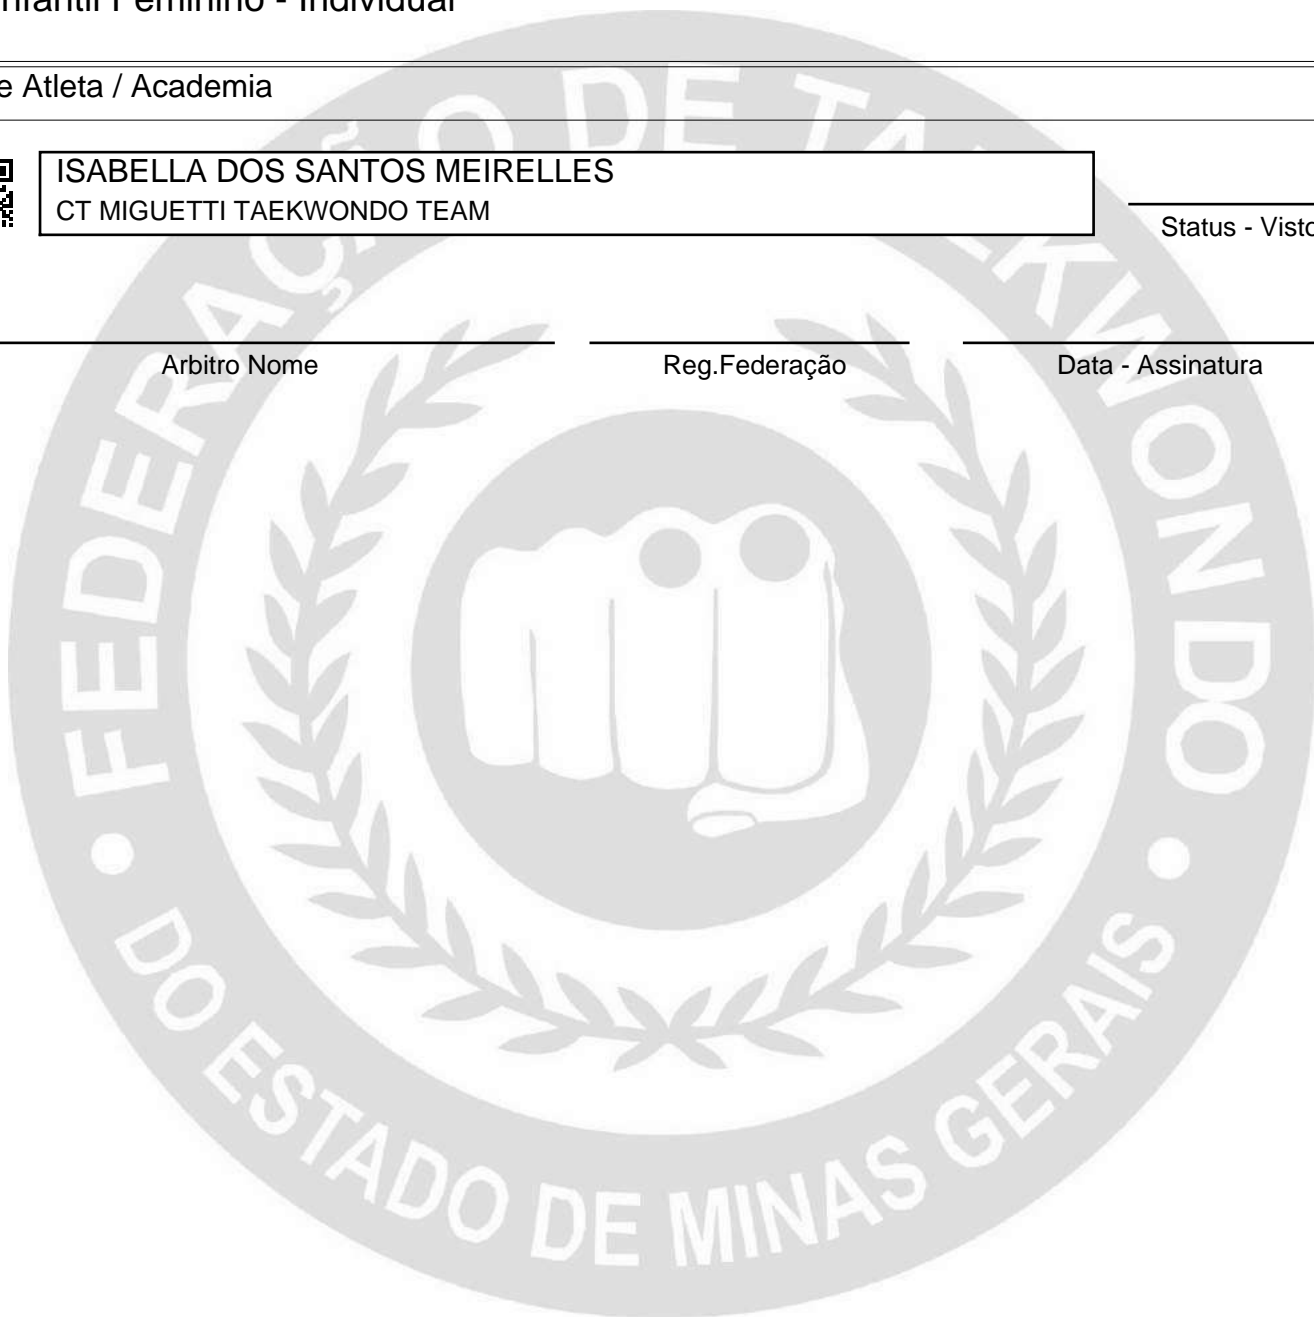 nfantil Feminino - Individual
e Atleta / Academia
ISABELLA DOS SANTOS MEIRELLES
CT MIGUETTI TAEKWONDO TEAM
Status - Visto
Arbitro Nome
Reg.Federação
Data - Assinatura
FEDERAÇÃO DE TAEKWONDO
DO ESTADO DE MINAS GERAIS